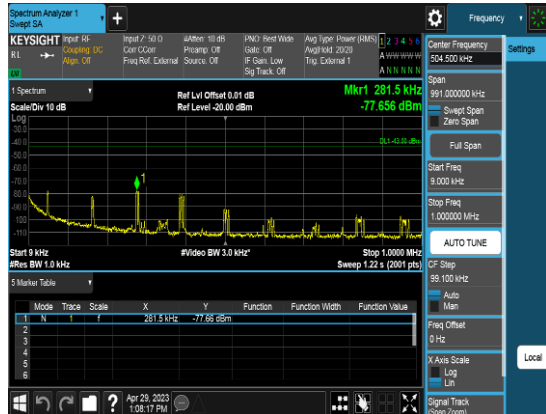 Spectrum Analyzer 1
Swept SA
+
Frequency
KEYSIGHT
RL
LV
Input: RF
Coupling: DC
Align: Off
Input Z: 50 Ω
Corr CCorr
Freq Ref: External
#Atten: 10 dB
Preamp: Off
Source: Off
PNO: Best Wide
Gate: Off
IF Gain: Low
Sig Track: Off
Avg Type: Power (RMS)
Avg|Hold: 20/20
Trig: External 1
1 2 3 4 5 6
A W W W W W
A N N N N N
1 Spectrum
Scale/Div 10 dB
Ref Lvl Offset 0.01 dB
Ref Level -20.00 dBm
Mkr1 281.5 kHz
-77.656 dBm
Log
-30.0
-40.0
-50.0
-60.0
-70.0
-80.0
-90.0
-100
-110
1
Start 9 kHz
#Res BW 1.0 kHz
#Video BW 3.0 kHz*
Stop 1.0000 MHz
Sweep 1.22 s (2001 pts)
5 Marker Table
Mode Trace Scale X Y Function Function Width Function Value
1 N 1 f 281.5 kHz -77.66 dBm
2
3
4
5
6
Apr 29, 2023
1:08:17 PM
?
Center Frequency
504.500 kHz
Span
991.000000 kHz
Swept Span
Zero Span
Full Span
Start Freq
9.000 kHz
Stop Freq
1.000000 MHz
AUTO TUNE
CF Step
99.100 kHz
Auto
Man
Freq Offset
0 Hz
X Axis Scale
Log
Lin
Signal Track
(Span Zoom)
Settings
Local